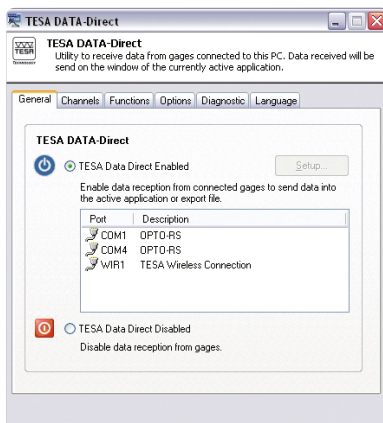 TESA DATA-Direct
TESA DATA-Direct
Utility to receive data from gages connected to this PC. Data received will be
send on the window of the currently active application.
General Channels Functions Options Diagnostic Language
TESA DATA-Direct
TESA Data Direct Enabled Setup...
Enable data reception from connected gages to send data into
the active application or export file.
Port Description
COM1 OPTO-RS
COM4 OPTO-RS
WIR1 TESA Wireless Connection
TESA Data Direct Disabled
Disable data reception from gages.